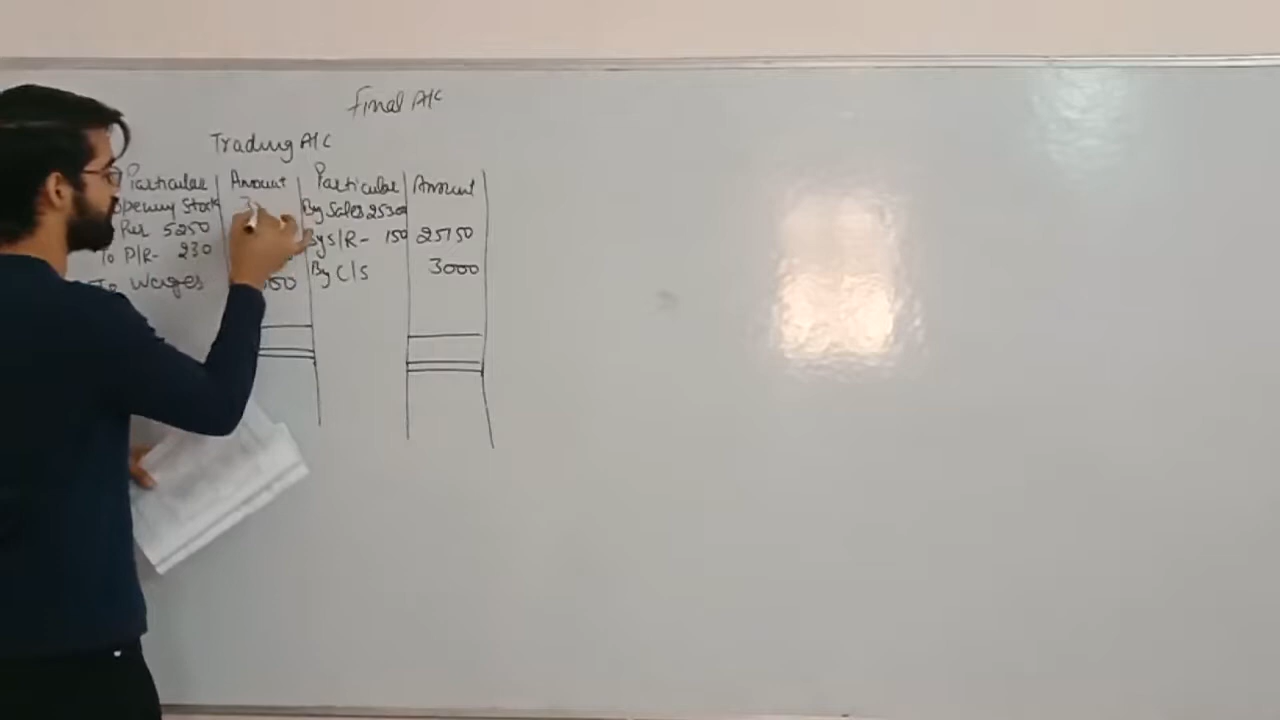 Final A/C
Trading A/C
Particular Amount Particular Amount
opening Stock By Sales 25300
Pur 5250 By S/R - 150 25150
To P/R - 230 By C/S 3000
To Wages